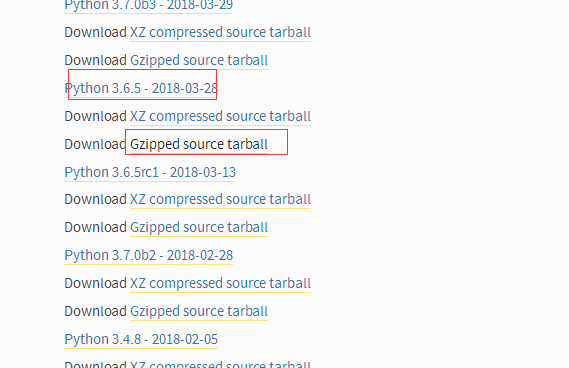 Python 3.7.0b3 - 2018-03-29
Download XZ compressed source tarball
Download Gzipped source tarball
Python 3.6.5 - 2018-03-28
Download XZ compressed source tarball
Download Gzipped source tarball
Python 3.6.5rc1 - 2018-03-13
Download XZ compressed source tarball
Download Gzipped source tarball
Python 3.7.0b2 - 2018-02-28
Download XZ compressed source tarball
Download Gzipped source tarball
Python 3.4.8 - 2018-02-05
Download XZ compressed source tarball